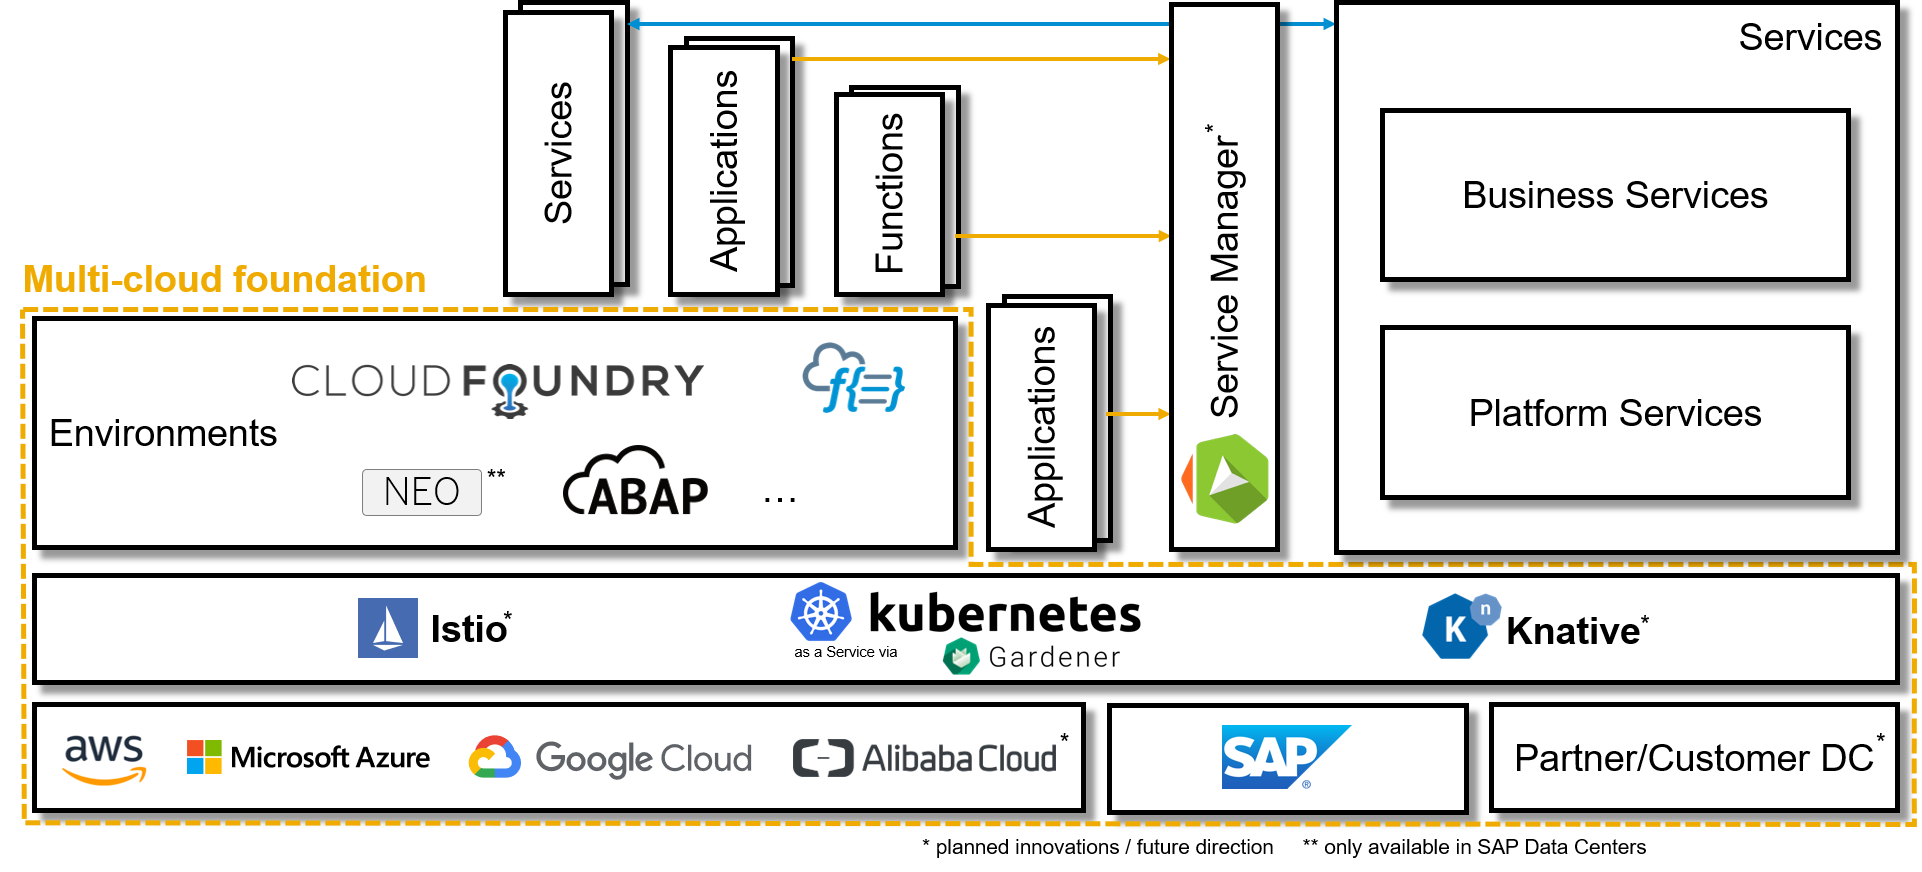 Services
Applications
Functions
Service Manager*
Services
Business Services
Platform Services
Multi-cloud foundation
Environments
CLOUD FOUNDRY
f{=}
NEO**
ABAP
...
Applications
Istio*
kubernetes
as a Service via
Gardener
K n
Knative*
aws
Microsoft Azure
Google Cloud
Alibaba Cloud*
SAP®
Partner/Customer DC*
* planned innovations / future direction
** only available in SAP Data Centers